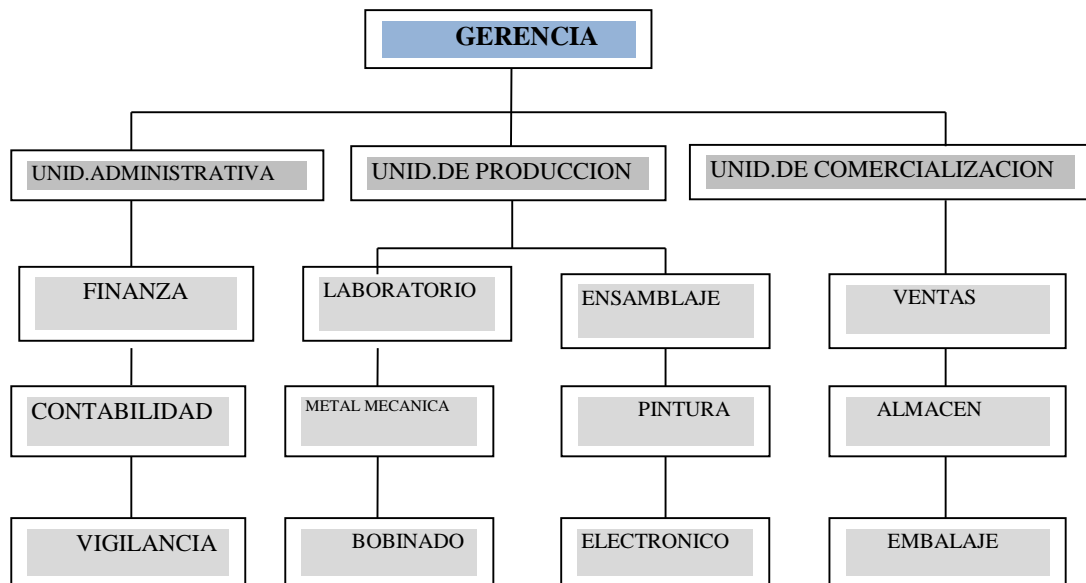 GERENCIA
UNID.ADMINISTRATIVA
UNID.DE PRODUCCION
UNID.DE COMERCIALIZACION
FINANZA
LABORATORIO
ENSAMBLAJE
VENTAS
CONTABILIDAD
METAL MECANICA
PINTURA
ALMACEN
VIGILANCIA
BOBINADO
ELECTRONICO
EMBALAJE